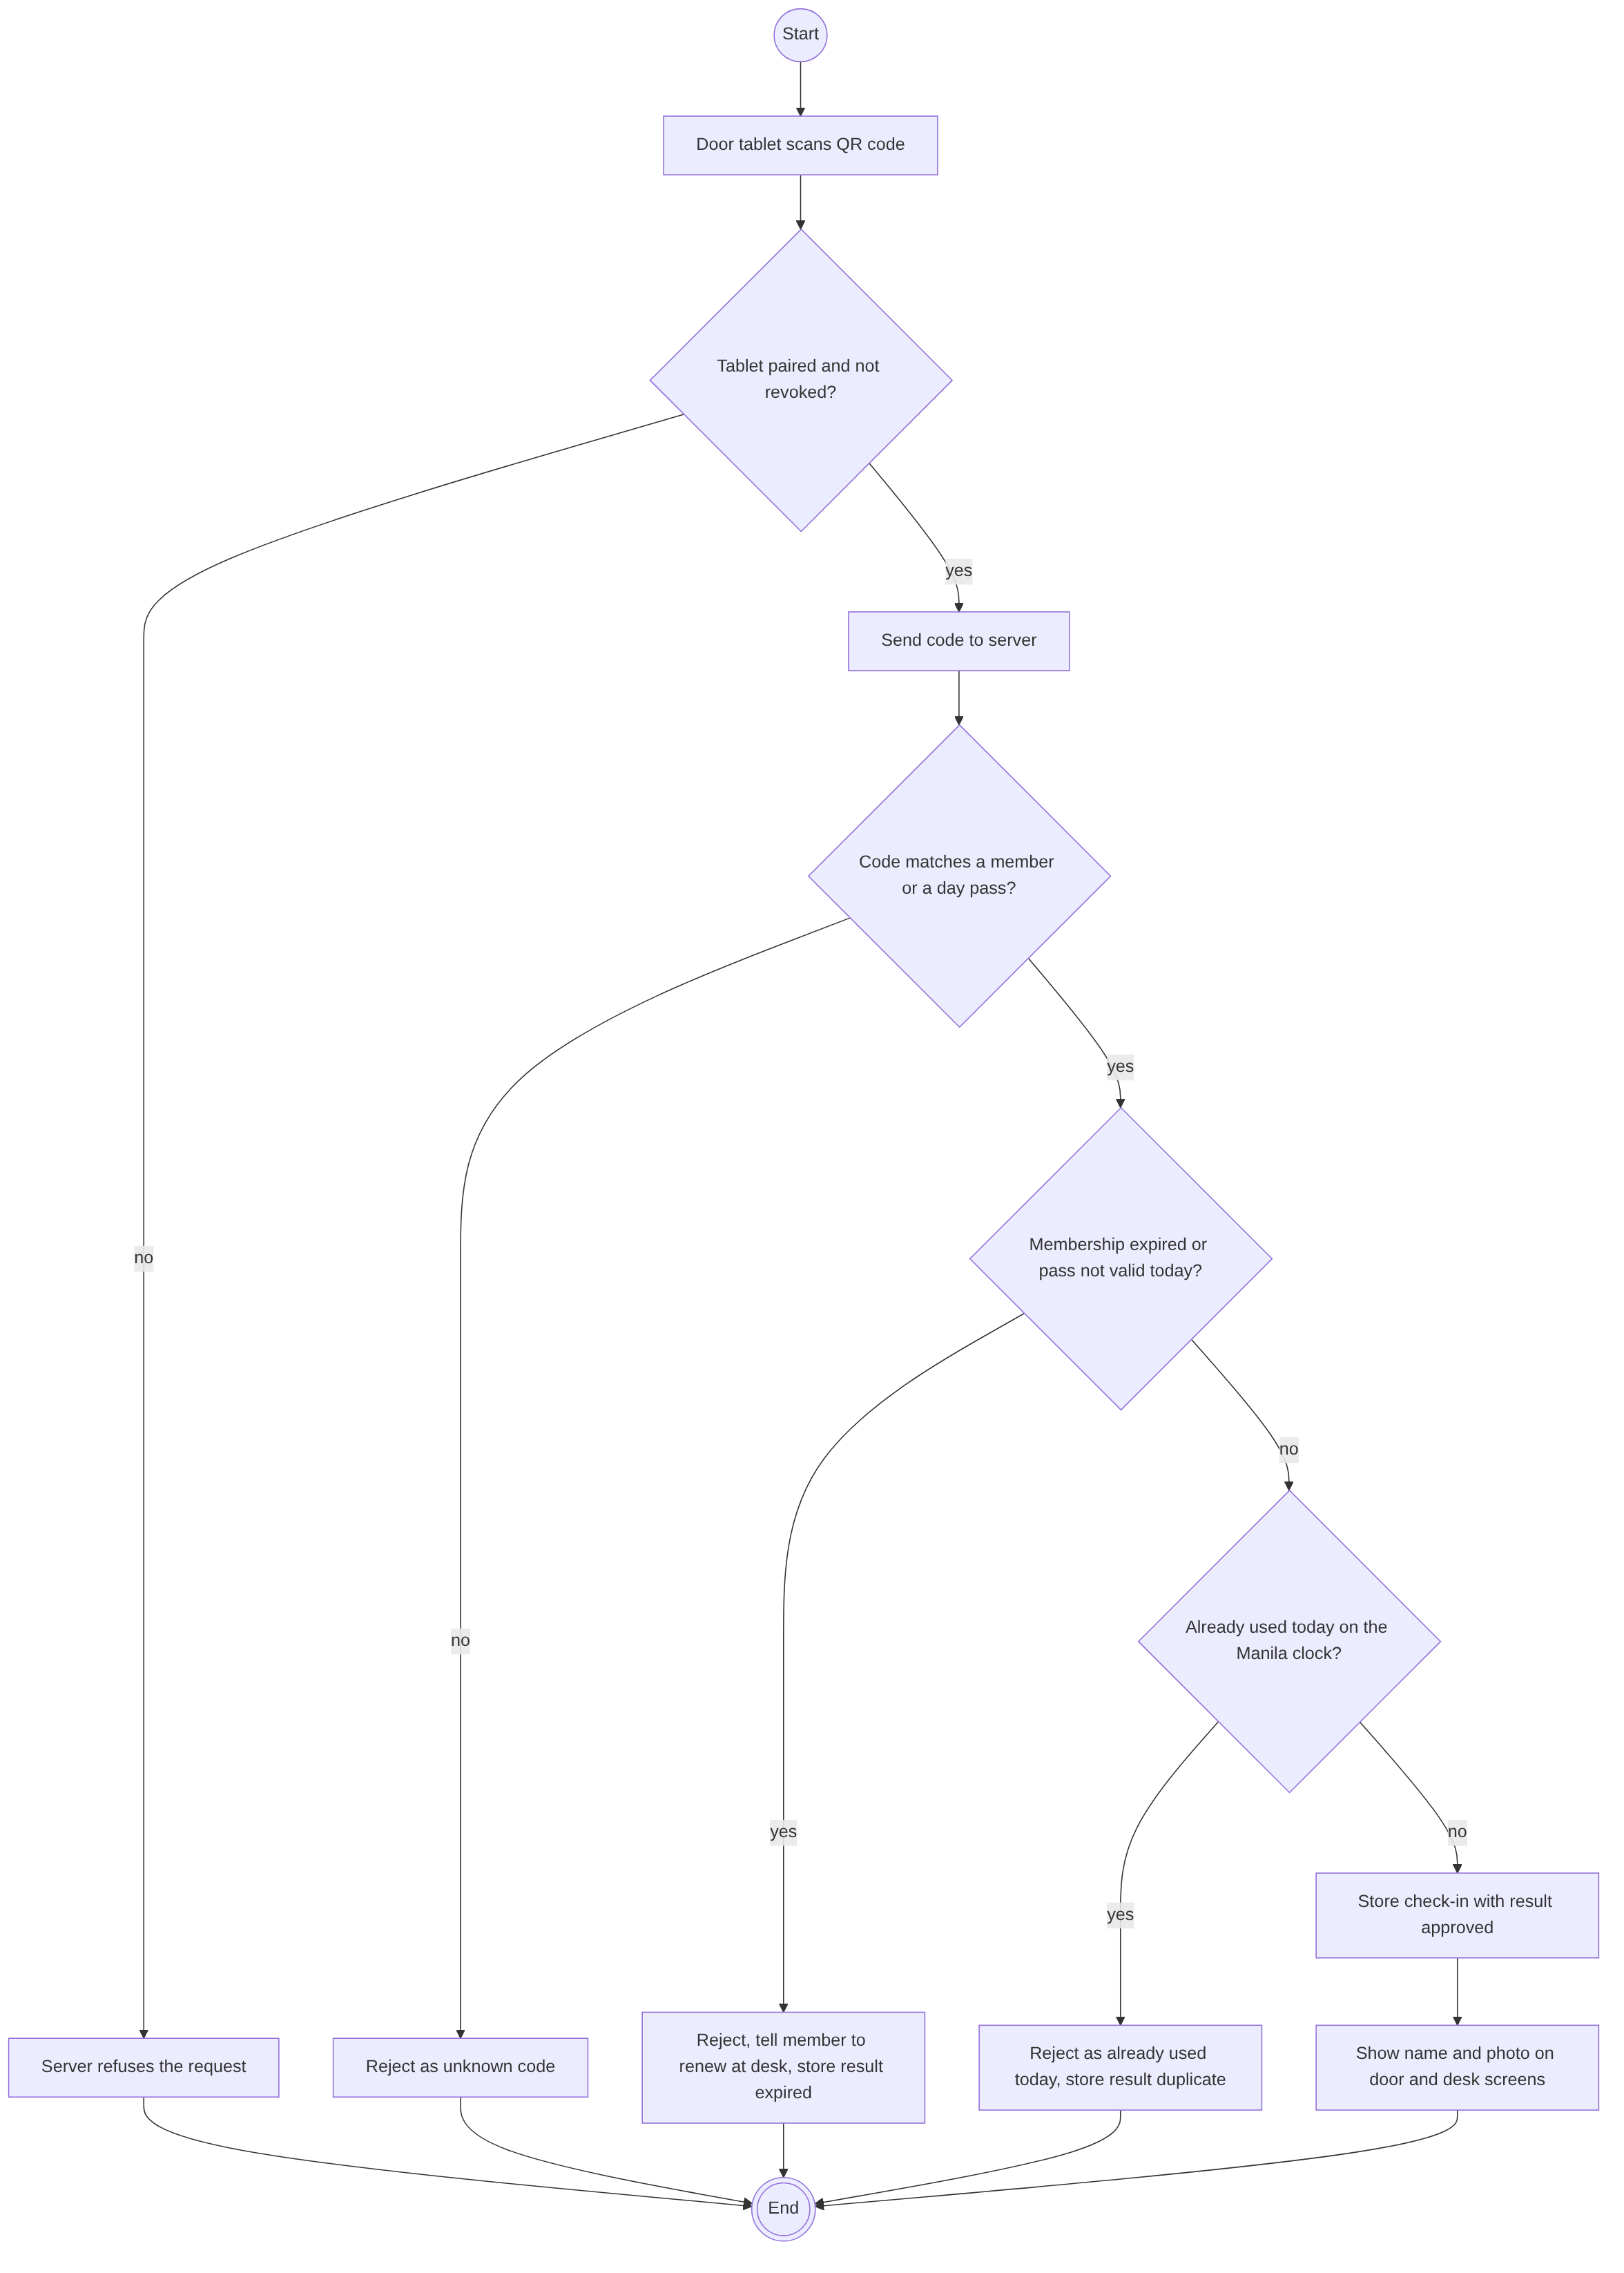 Start
Door tablet scans QR code
Tablet paired and not
revoked?
yes
Send code to server
Code matches a member
or a day pass?
yes
Membership expired or
pass not valid today?
no
no
Already used today on the
Manila clock?
no
yes
no
yes
Store check-in with result
approved
Server refuses the request
Reject as unknown code
Reject, tell member to
renew at desk, store result
expired
Reject as already used
today, store result duplicate
Show name and photo on
door and desk screens
End